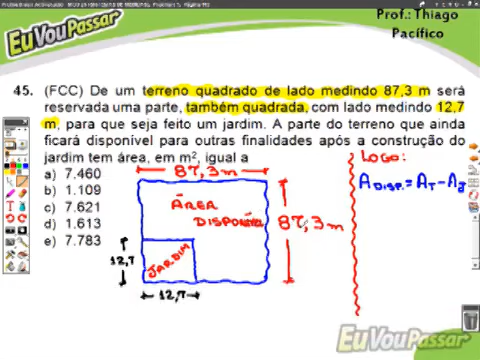 EuVouPassar
Prof.: Thiago
Pacífico
45. (FCC) De um terreno quadrado de lado medindo 87,3 m será
reservada uma parte, também quadrada, com lado medindo 12,7
m, para que seja feito um jardim. A parte do terreno que ainda
ficará disponível para outras finalidades após a construção do
jardim tem área, em m², igual a
a) 7.460
b) 1.109
c) 7.621
d) 1.613
e) 7.783
87,3 m
ÁREA
DISPONÍVEL
87,3 m
12,7
JARDIM
12,7
LOGO:
A DISP. = AT - AJ
EuVouPassar